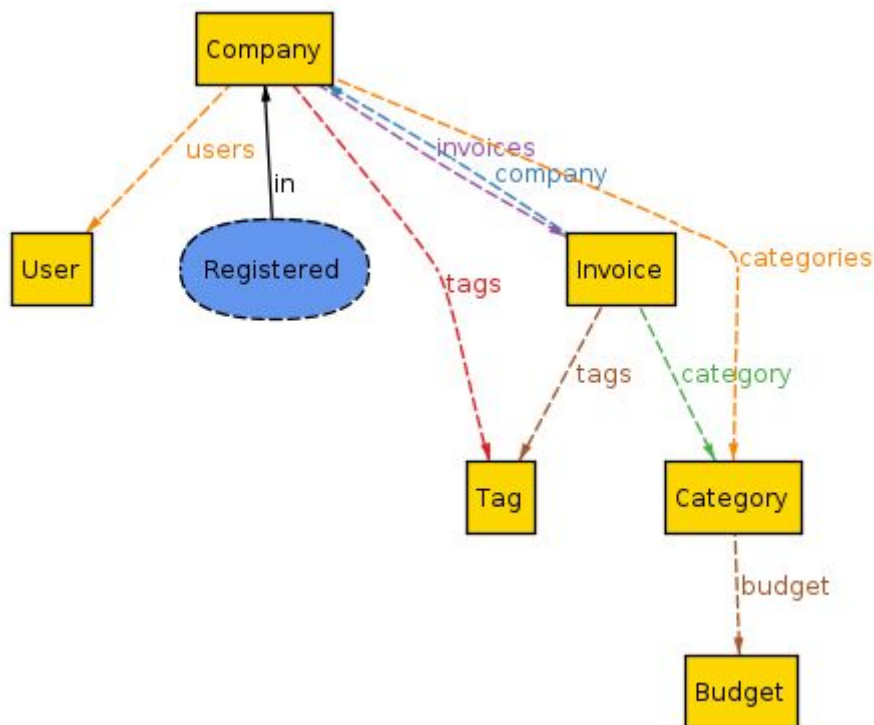 Company
users
invoices
company
in
User
Registered
Invoice
categories
tags
tags
category
Tag
Category
budget
Budget